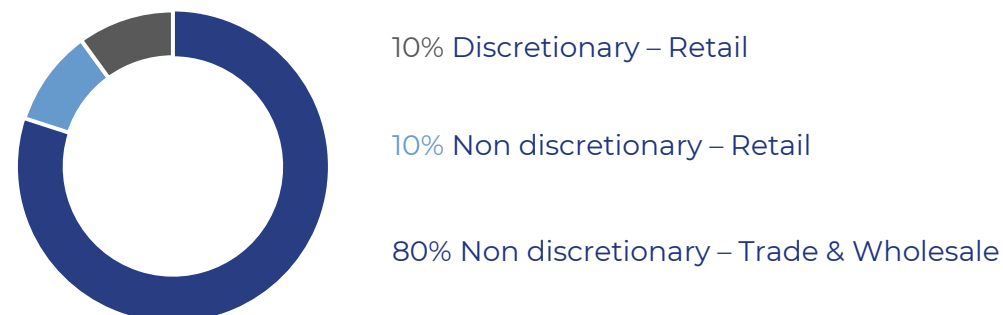 10% Discretionary – Retail
10% Non discretionary – Retail
80% Non discretionary – Trade & Wholesale